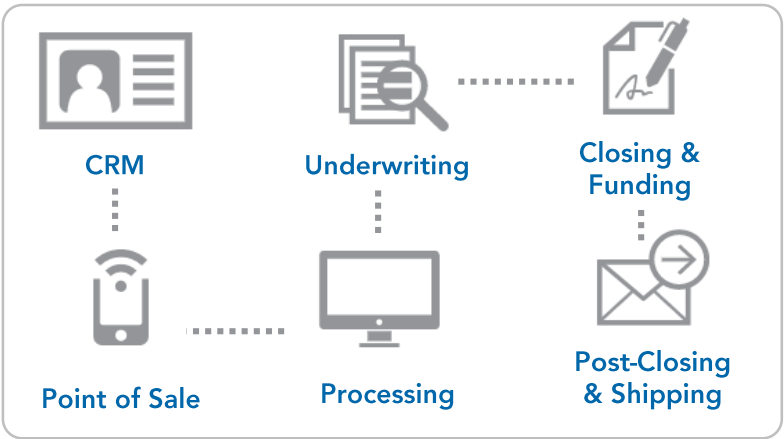 CRM
Underwriting
Closing &
Funding
Point of Sale
Processing
Post-Closing
& Shipping